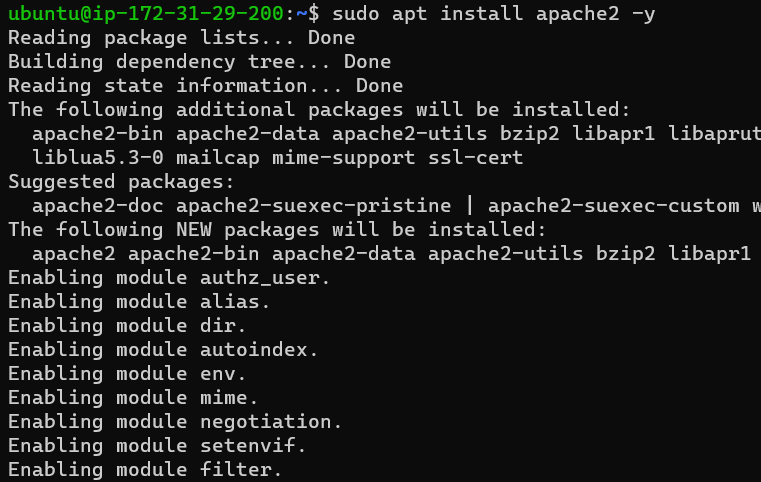 ubuntu@ip-172-31-29-200:~$ sudo apt install apache2 -y
Reading package lists... Done
Building dependency tree... Done
Reading state information... Done
The following additional packages will be installed:
  apache2-bin apache2-data apache2-utils bzip2 libapr1 libaprut
  liblua5.3-0 mailcap mime-support ssl-cert
Suggested packages:
  apache2-doc apache2-suexec-pristine | apache2-suexec-custom w
The following NEW packages will be installed:
  apache2 apache2-bin apache2-data apache2-utils bzip2 libapr1
Enabling module authz_user.
Enabling module alias.
Enabling module dir.
Enabling module autoindex.
Enabling module env.
Enabling module mime.
Enabling module negotiation.
Enabling module setenvif.
Enabling module filter.